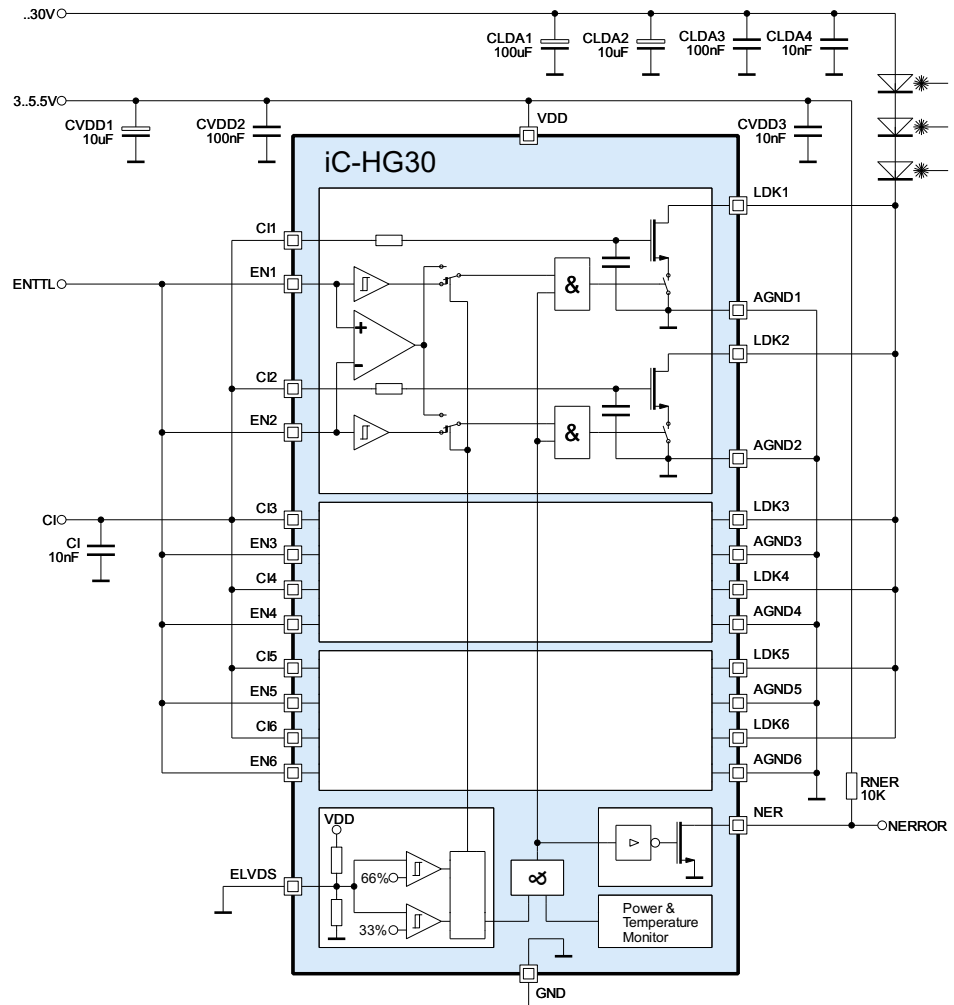 ..30V
CLDA1
100uF
CLDA2
10uF
CLDA3
100nF
CLDA4
10nF
3..5.5V
CVDD1
10uF
CVDD2
100nF
VDD
CVDD3
10nF
iC-HG30
LDK1
CI1
ENTTL
EN1
&
AGND1
+
LDK2
-
CI2
EN2
&
AGND2
CI
CI3
LDK3
CI
10nF
EN3
AGND3
CI4
LDK4
EN4
AGND4
CI5
LDK5
EN5
AGND5
CI6
LDK6
EN6
AGND6
RNER
10K
VDD
NER
NERROR
ELVDS
66%
&
33%
Power &
Temperature
Monitor
GND